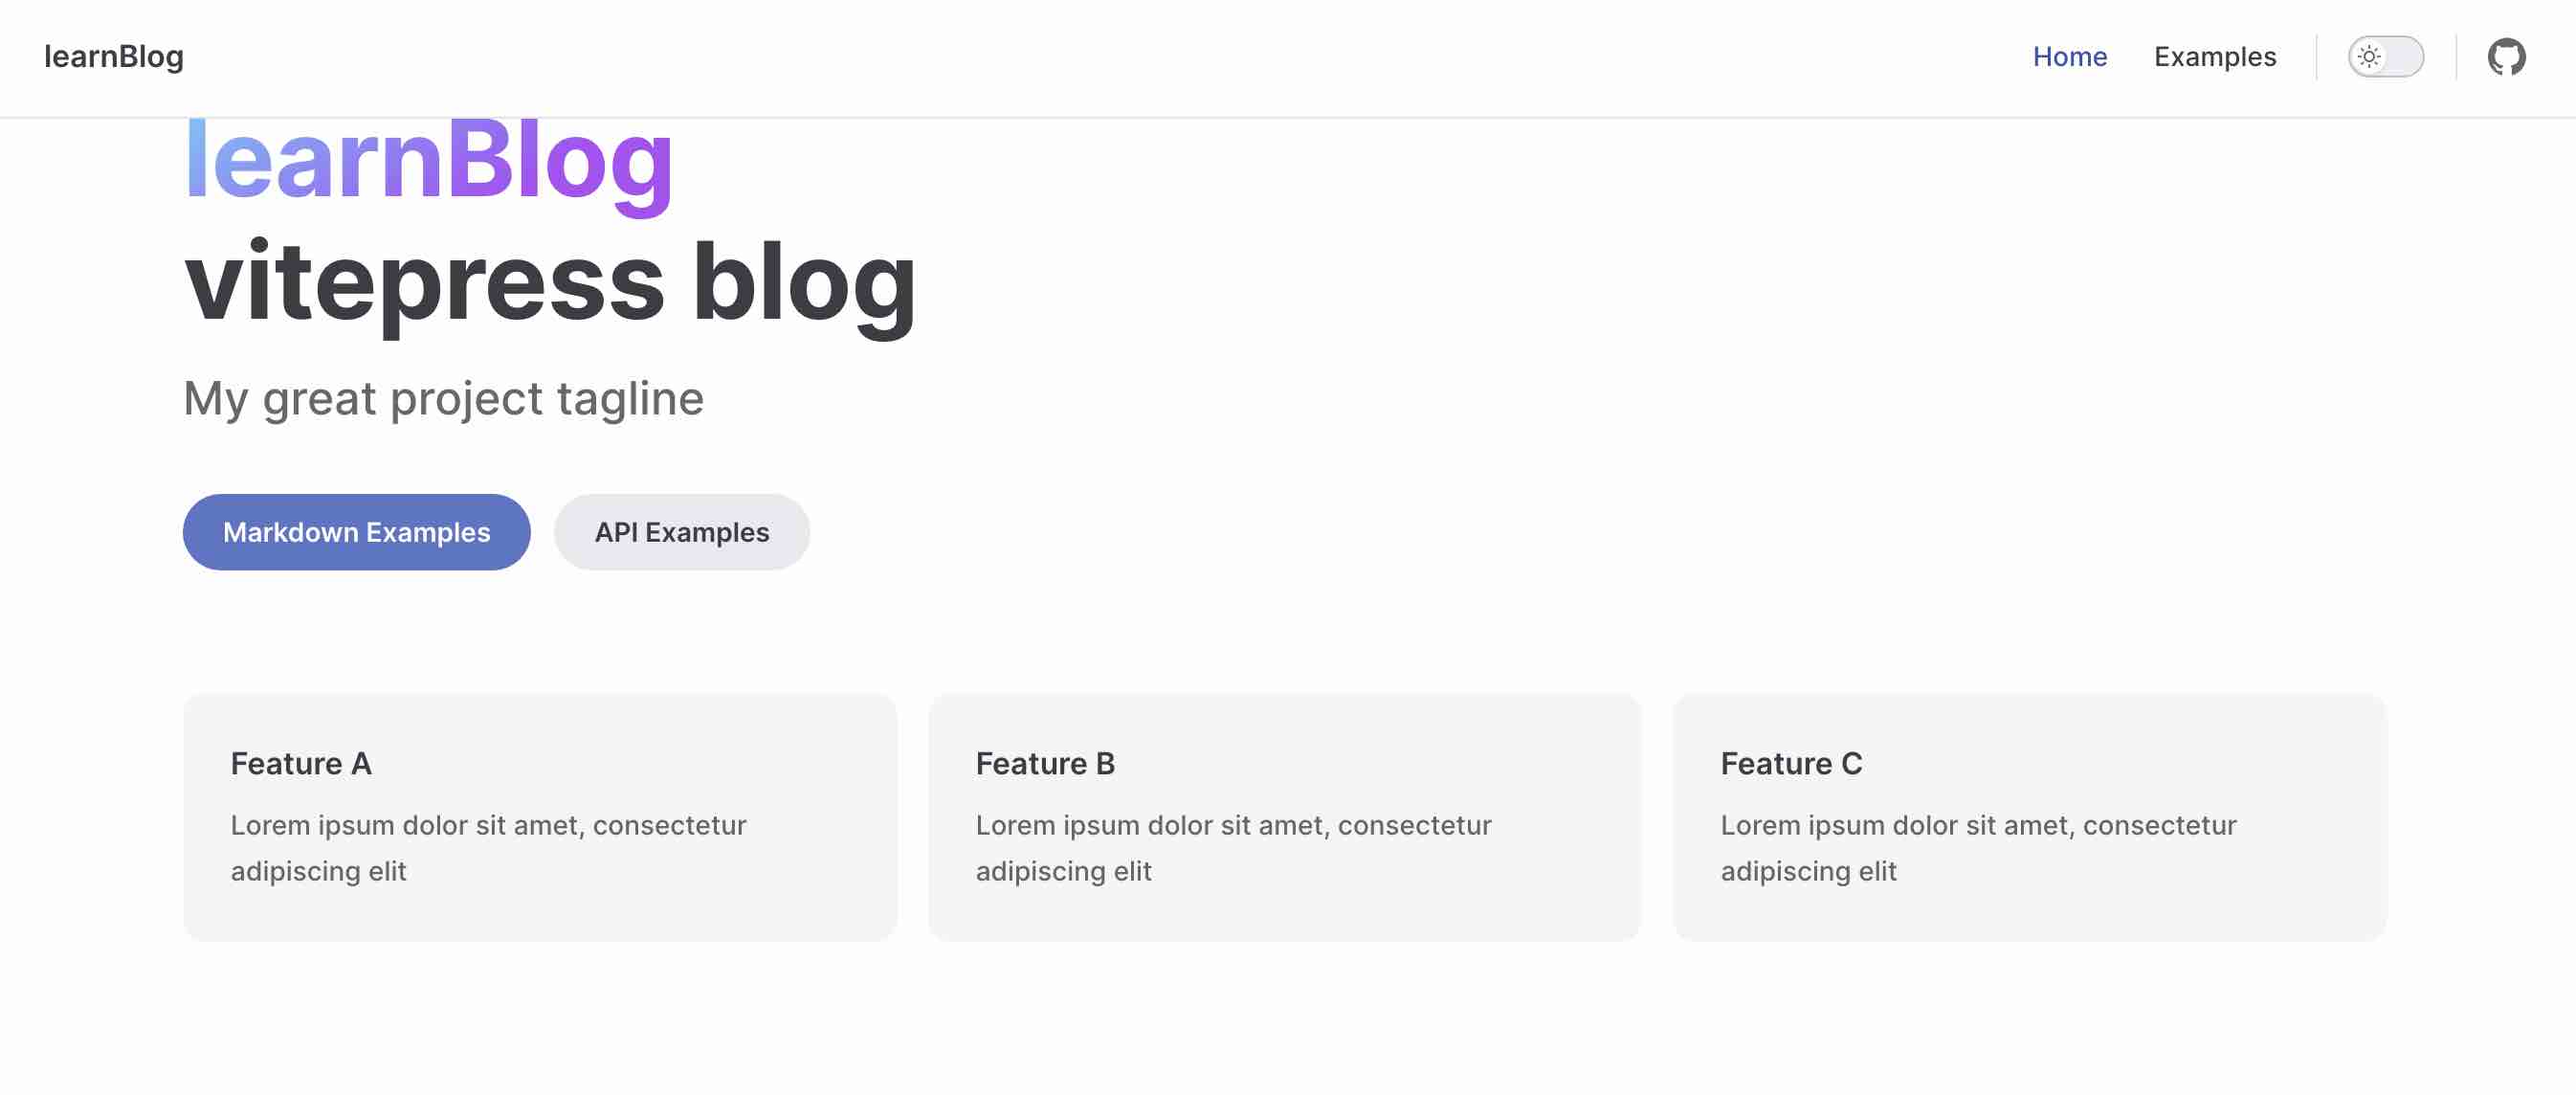 learnBlog
Home
Examples
learnBlog
vitepress blog
My great project tagline
Markdown Examples
API Examples
Feature A
Lorem ipsum dolor sit amet, consectetur
adipiscing elit
Feature B
Lorem ipsum dolor sit amet, consectetur
adipiscing elit
Feature C
Lorem ipsum dolor sit amet, consectetur
adipiscing elit